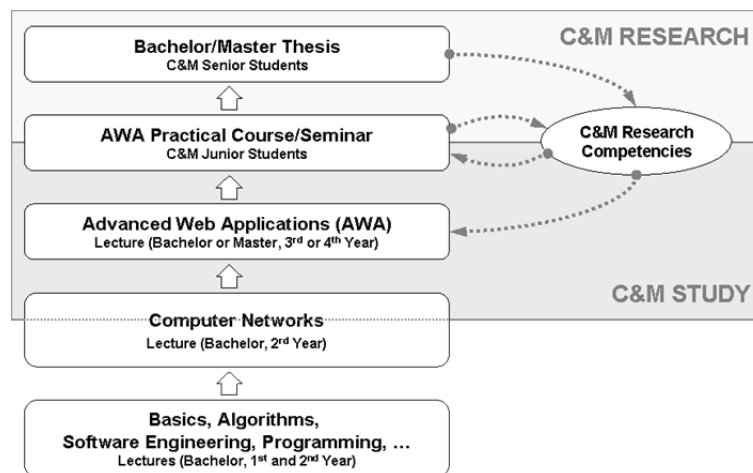 C&M RESEARCH
Bachelor/Master Thesis
C&M Senior Students
AWA Practical Course/Seminar
C&M Junior Students
C&M Research
Competencies
Advanced Web Applications (AWA)
Lecture (Bachelor or Master, 3rd or 4th Year)
C&M STUDY
Computer Networks
Lecture (Bachelor, 2rd Year)
Basics, Algorithms,
Software Engineering, Programming, ...
Lectures (Bachelor, 1st and 2nd Year)